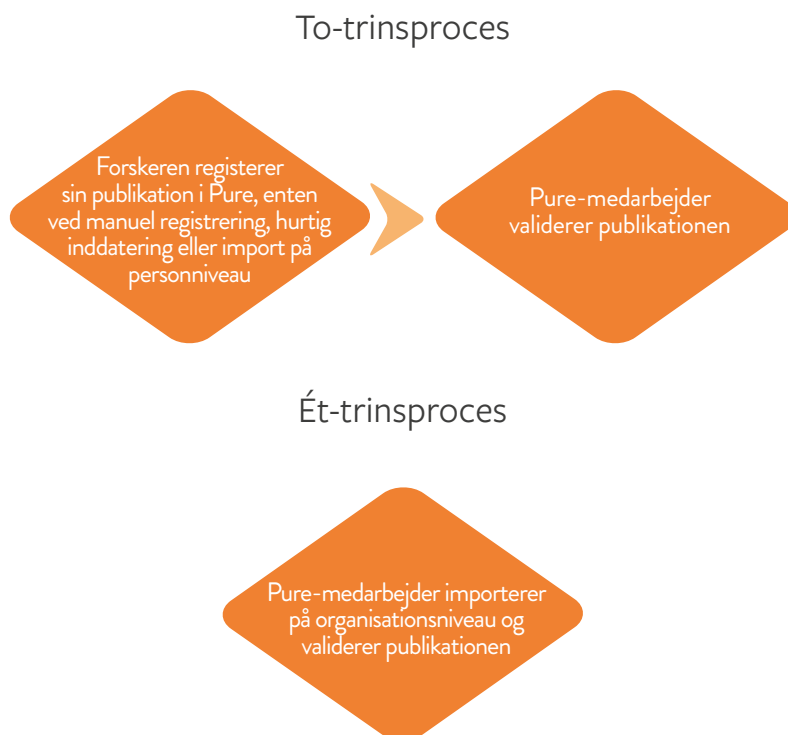 To-trinsproces
Forskeren registerer
sin publikation i Pure, enten
ved manuel registrering, hurtig
inddatering eller import på
personniveau
Pure-medarbejder
validerer publikationen
Ét-trinsproces
Pure-medarbejder importerer
på organisationsniveau og
validerer publikationen